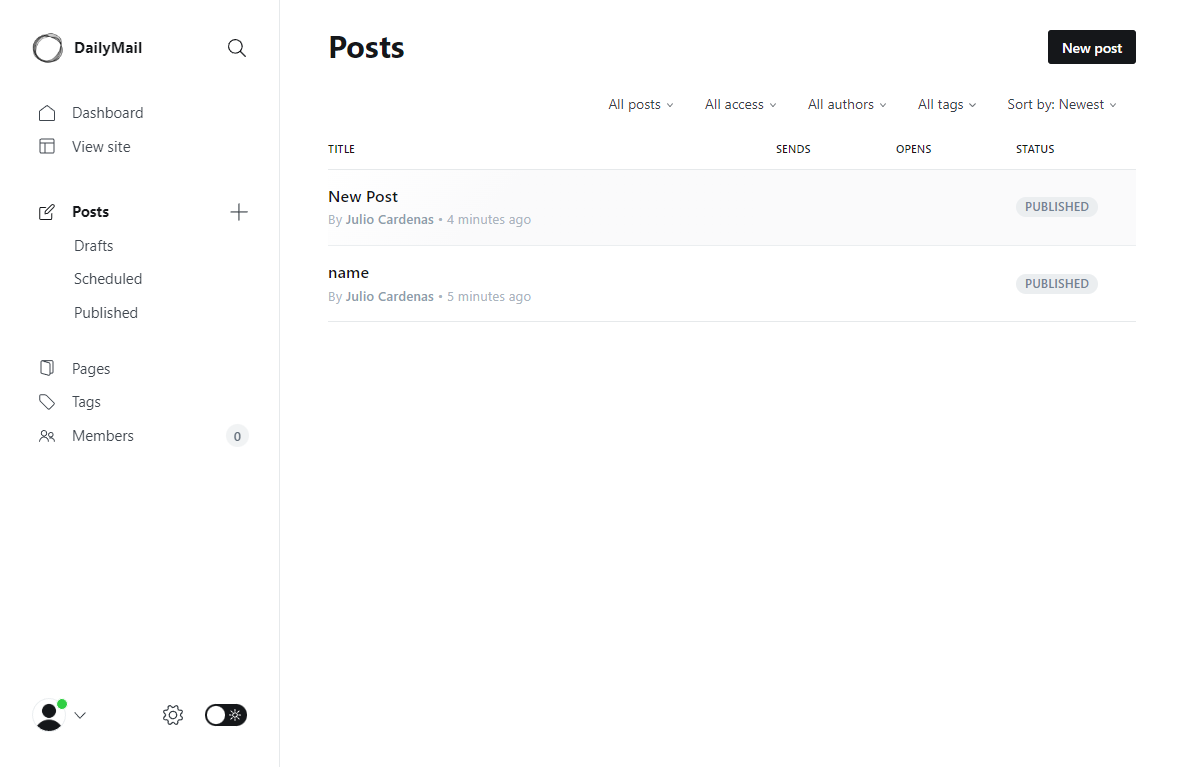 DailyMail
Dashboard
View site
Posts
Drafts
Scheduled
Published
Pages
Tags
Members 0
Posts
New post
All posts All access All authors All tags Sort by: Newest
TITLE SENDS OPENS STATUS
New Post
By Julio Cardenas • 4 minutes ago
PUBLISHED
name
By Julio Cardenas • 5 minutes ago
PUBLISHED